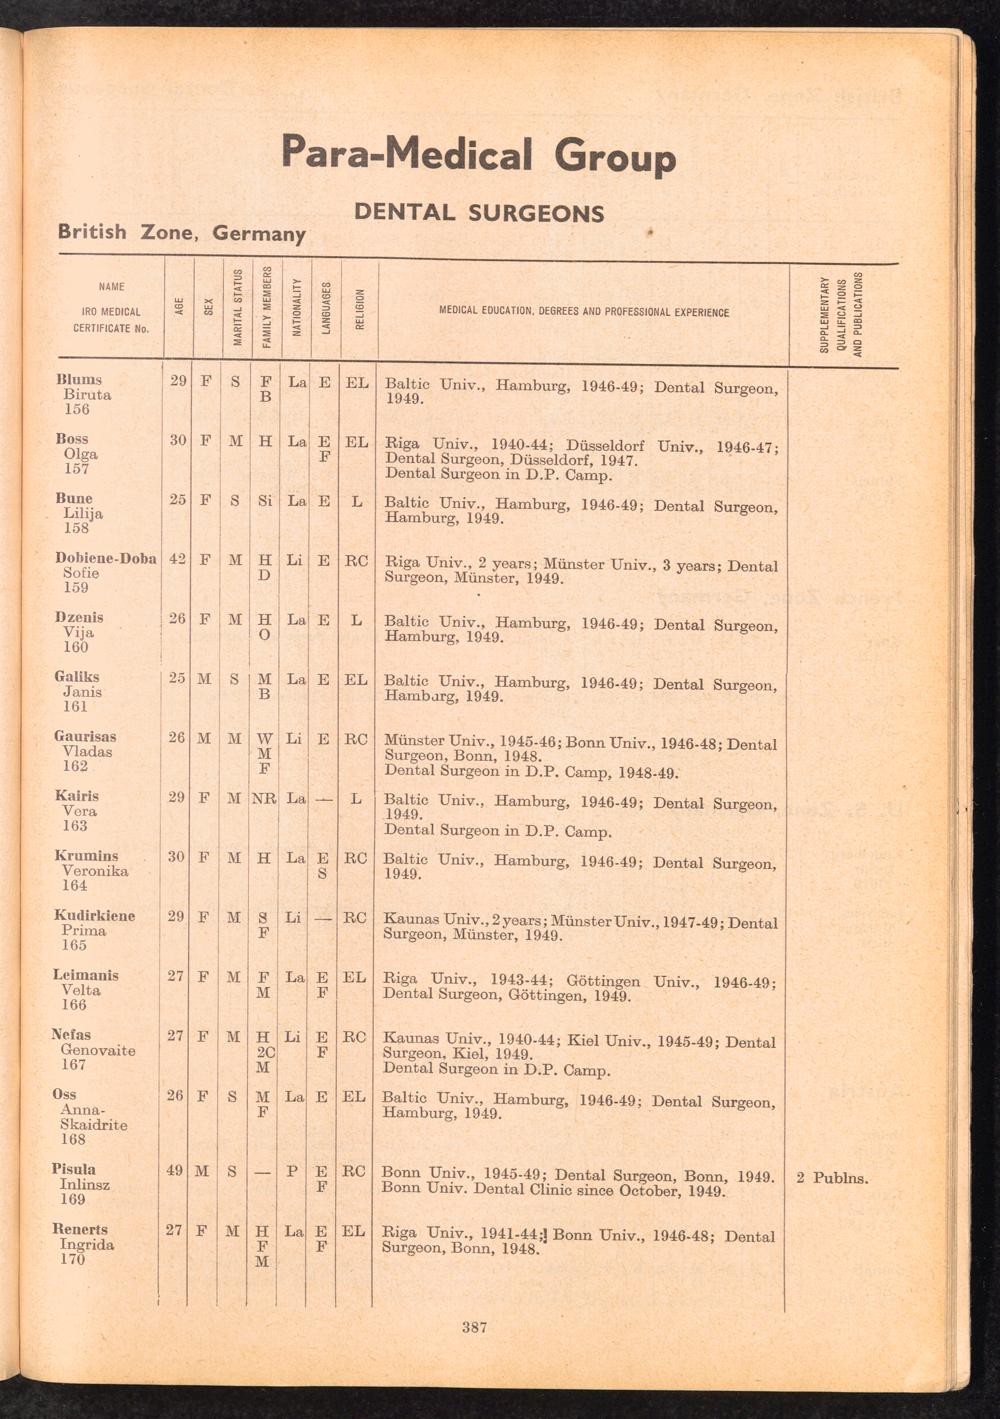 Para-Medical Group
DENTAL SURGEONS
British Zone, Germany
NAME
IRO MEDICAL
CERTIFICATE No.
AGE
SEX
MARITAL STATUS
FAMILY MEMBERS
NATIONALITY
LANGUAGES
RELIGION
MEDICAL EDUCATION, DEGREES AND PROFESSIONAL EXPERIENCE
SUPPLEMENTARY
QUALIFICATIONS
AND PUBLICATIONS
Blums 29 F S F La E EL Baltic Univ., Hamburg, 1946-49; Dental Surgeon,
Biruta B 1949.
156
Boss 30 F M H La E EL Riga Univ., 1940-44; Düsseldorf Univ., 1946-47;
Olga F Dental Surgeon, Düsseldorf, 1947.
157 Dental Surgeon in D.P. Camp.
Bune 25 F S Si La E L Baltic Univ., Hamburg, 1946-49; Dental Surgeon,
Lilija Hamburg, 1949.
158
Dobiene-Doba 42 F M H Li E RC Riga Univ., 2 years; Münster Univ., 3 years; Dental
Sofie D Surgeon, Münster, 1949.
159
Dzenis 26 F M H La E L Baltic Univ., Hamburg, 1946-49; Dental Surgeon,
Vija O Hamburg, 1949.
160
Galiks 25 M S M La E EL Baltic Univ., Hamburg, 1946-49; Dental Surgeon,
Janis B Hamburg, 1949.
161
Gaurisas 26 M M W Li E RC Münster Univ., 1945-46; Bonn Univ., 1946-48; Dental
Vladas M Surgeon, Bonn, 1948.
162 F Dental Surgeon in D.P. Camp, 1948-49.
Kairis 29 F M NR La — L Baltic Univ., Hamburg, 1946-49; Dental Surgeon,
Vera 1949.
163 Dental Surgeon in D.P. Camp.
Krumins 30 F M H La E RC Baltic Univ., Hamburg, 1946-49; Dental Surgeon,
Veronika S 1949.
164
Kudirkiene 29 F M S Li — RC Kaunas Univ., 2 years; Münster Univ., 1947-49; Dental
Prima F Surgeon, Münster, 1949.
165
Leimanis 27 F M F La E EL Riga Univ., 1943-44; Göttingen Univ., 1946-49;
Velta M F Dental Surgeon, Göttingen, 1949.
166
Nefas 27 F M H Li E RC Kaunas Univ., 1940-44; Kiel Univ., 1945-49; Dental
Genovaite 2C F Surgeon, Kiel, 1949.
167 M Dental Surgeon in D.P. Camp.
Oss 26 F S M La E EL Baltic Univ., Hamburg, 1946-49; Dental Surgeon,
Anna- F Hamburg, 1949.
Skaidrite
168
Pisula 49 M S — P E RC Bonn Univ., 1945-49; Dental Surgeon, Bonn, 1949. 2 Publns.
Inlinsz F Bonn Univ. Dental Clinic since October, 1949.
169
Renerts 27 F M H La E EL Riga Univ., 1941-44; Bonn Univ., 1946-48; Dental
Ingrida F F Surgeon, Bonn, 1948.
170 M
387